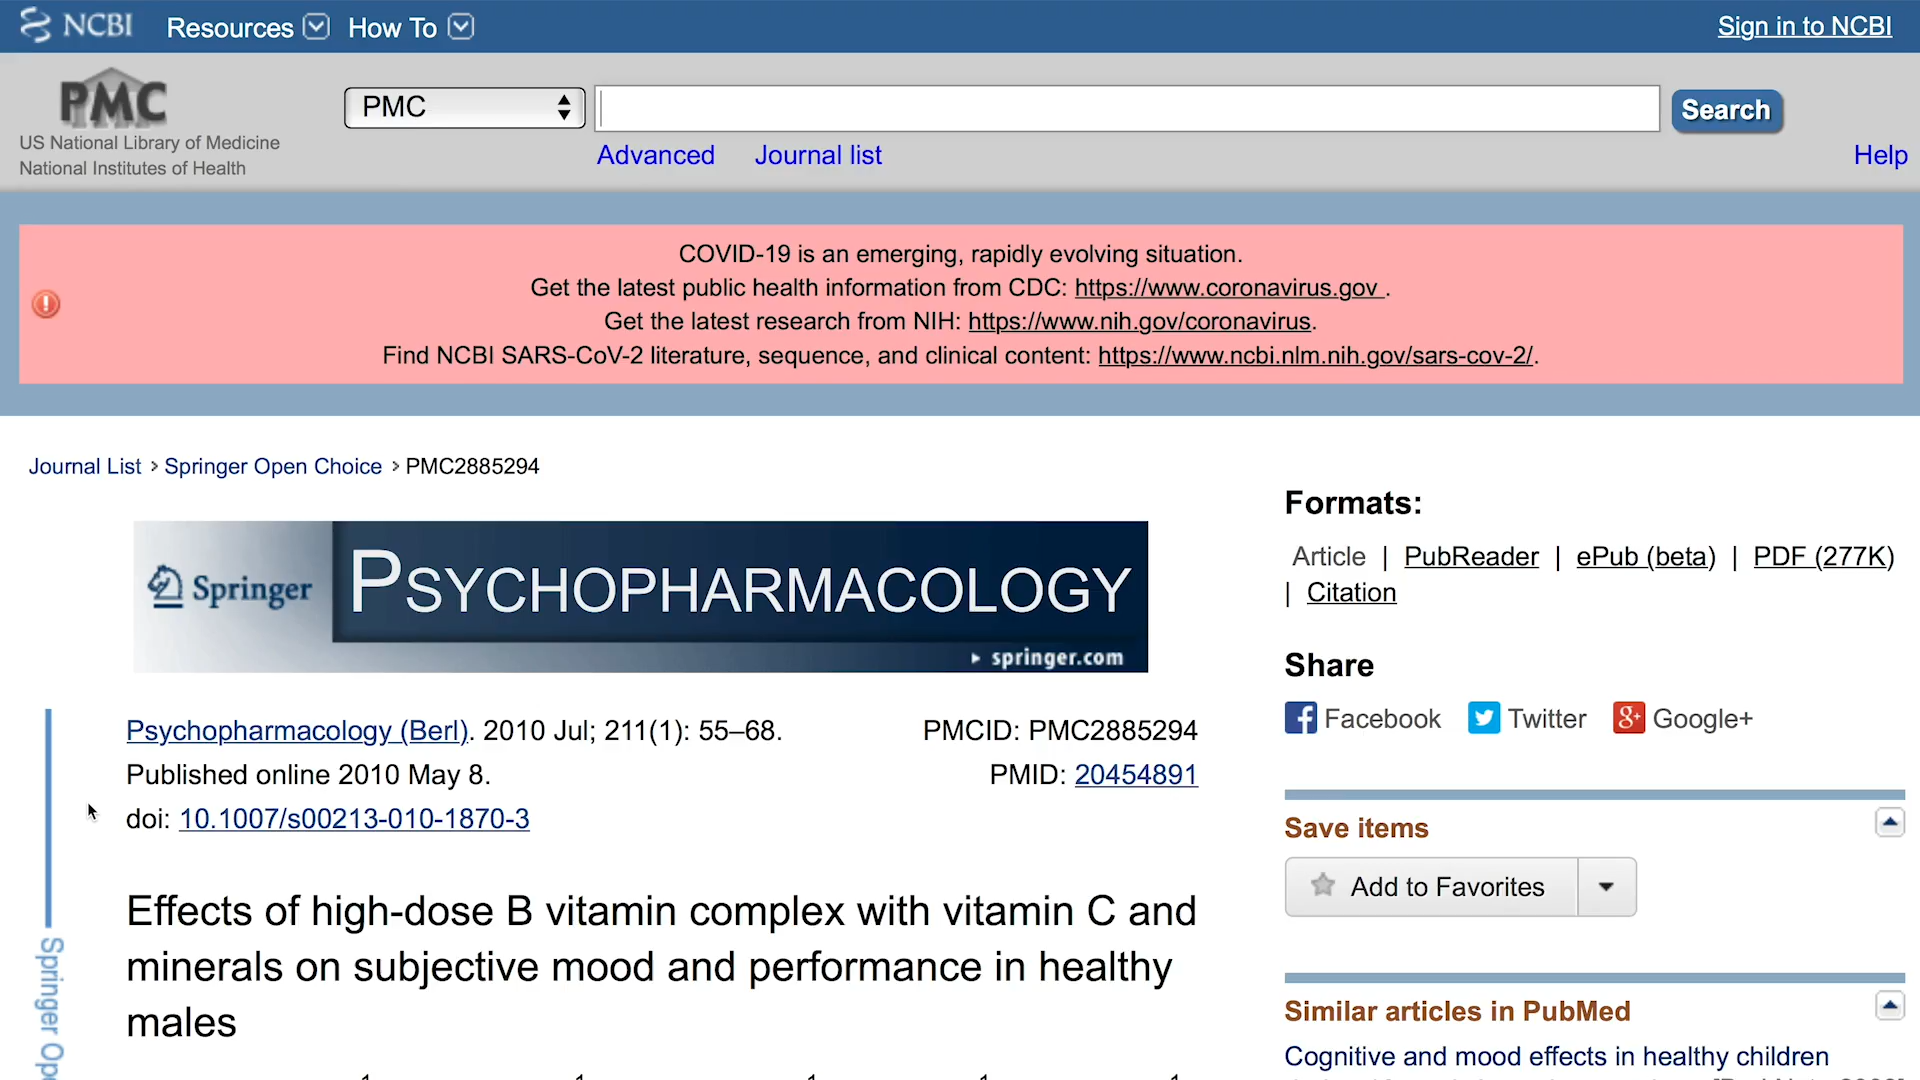 NCBI Resources How To Sign in to NCBI
PMC
US National Library of Medicine
National Institutes of Health
PMC Search
Advanced Journal list Help
COVID-19 is an emerging, rapidly evolving situation.
Get the latest public health information from CDC: https://www.coronavirus.gov .
Get the latest research from NIH: https://www.nih.gov/coronavirus.
Find NCBI SARS-CoV-2 literature, sequence, and clinical content: https://www.ncbi.nlm.nih.gov/sars-cov-2/.
Journal List > Springer Open Choice > PMC2885294
Springer PSYCHOPHARMACOLOGY
springer.com
Psychopharmacology (Berl). 2010 Jul; 211(1): 55–68. PMCID: PMC2885294
Published online 2010 May 8. PMID: 20454891
doi: 10.1007/s00213-010-1870-3
Effects of high-dose B vitamin complex with vitamin C and
minerals on subjective mood and performance in healthy
males
Springer
Formats:
Article | PubReader | ePub (beta) | PDF (277K)
| Citation
Share
Facebook Twitter Google+
Save items
Add to Favorites
Similar articles in PubMed
Cognitive and mood effects in healthy children